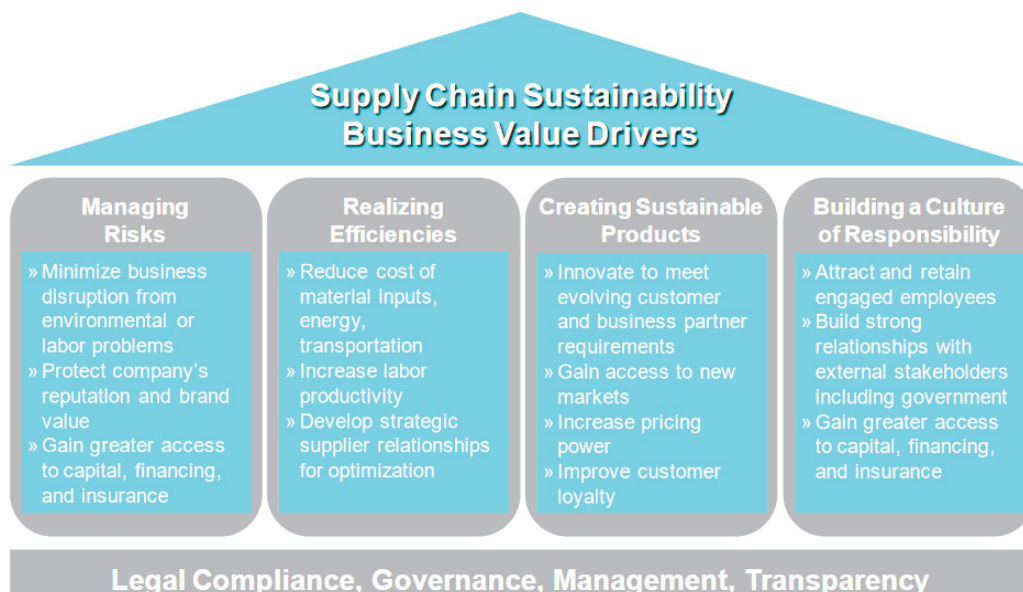 Supply Chain Sustainability
Business Value Drivers
Managing
Risks
» Minimize business
disruption from
environmental or
labor problems
» Protect company's
reputation and brand
value
» Gain greater access
to capital, financing,
and insurance
Realizing
Efficiencies
» Reduce cost of
material inputs,
energy,
transportation
» Increase labor
productivity
» Develop strategic
supplier relationships
for optimization
Creating Sustainable
Products
» Innovate to meet
evolving customer
and business partner
requirements
» Gain access to new
markets
» Increase pricing
power
» Improve customer
loyalty
Building a Culture
of Responsibility
» Attract and retain
engaged employees
» Build strong
relationships with
external stakeholders
including government
» Gain greater access
to capital, financing,
and insurance
Legal Compliance, Governance, Management, Transparency